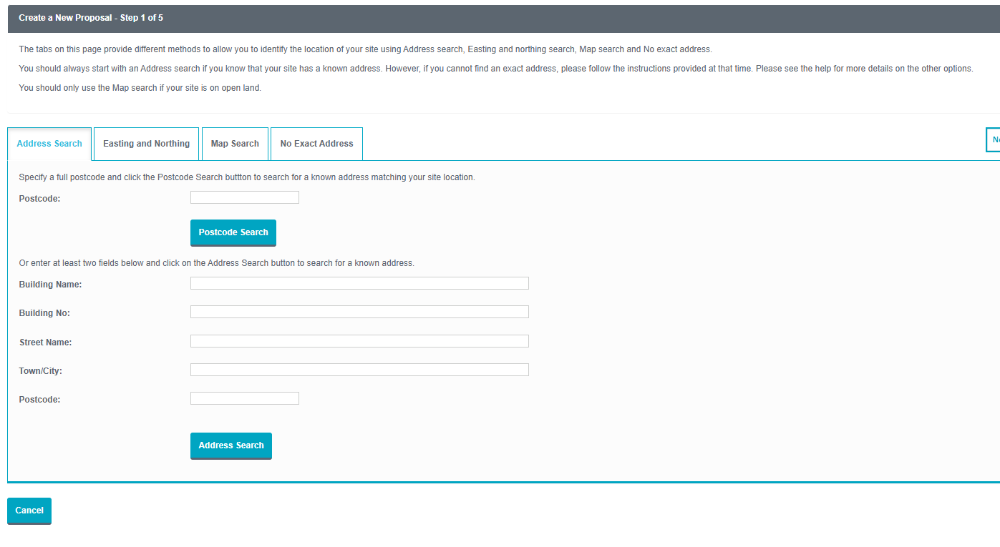 Create a New Proposal - Step 1 of 5
The tabs on this page provide different methods to allow you to identify the location of your site using Address search, Easting and northing search, Map search and No exact address.
You should always start with an Address search if you know that your site has a known address. However, if you cannot find an exact address, please follow the instructions provided at that time. Please see the help for more details on the other options.
You should only use the Map search if your site is on open land.
Address Search Easting and Northing Map Search No Exact Address
Specify a full postcode and click the Postcode Search buttton to search for a known address matching your site location.
Postcode:
Postcode Search
Or enter at least two fields below and click on the Address Search button to search for a known address.
Building Name:
Building No:
Street Name:
Town/City:
Postcode:
Address Search
Cancel